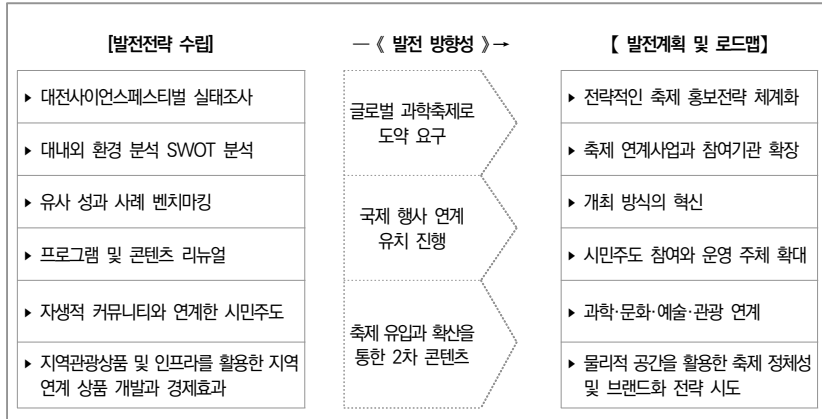 [발전전략 수립]
▸ 대전사이언스페스티벌 실태조사
▸ 대내외 환경 분석 SWOT 분석
▸ 유사 성과 사례 벤치마킹
▸ 프로그램 및 콘텐츠 리뉴얼
▸ 자생적 커뮤니티와 연계한 시민주도
▸ 지역관광상품 및 인프라를 활용한 지역
연계 상품 개발과 경제효과
─《 발전 방향성 》→
글로벌 과학축제로
도약 요구
국제 행사 연계
유치 진행
축제 유입과 확산을
통한 2차 콘텐츠
【 발전계획 및 로드맵】
▸ 전략적인 축제 홍보전략 체계화
▸ 축제 연계사업과 참여기관 확장
▸ 개최 방식의 혁신
▸ 시민주도 참여와 운영 주체 확대
▸ 과학·문화·예술·관광 연계
▸ 물리적 공간을 활용한 축제 정체성
및 브랜드화 전략 시도